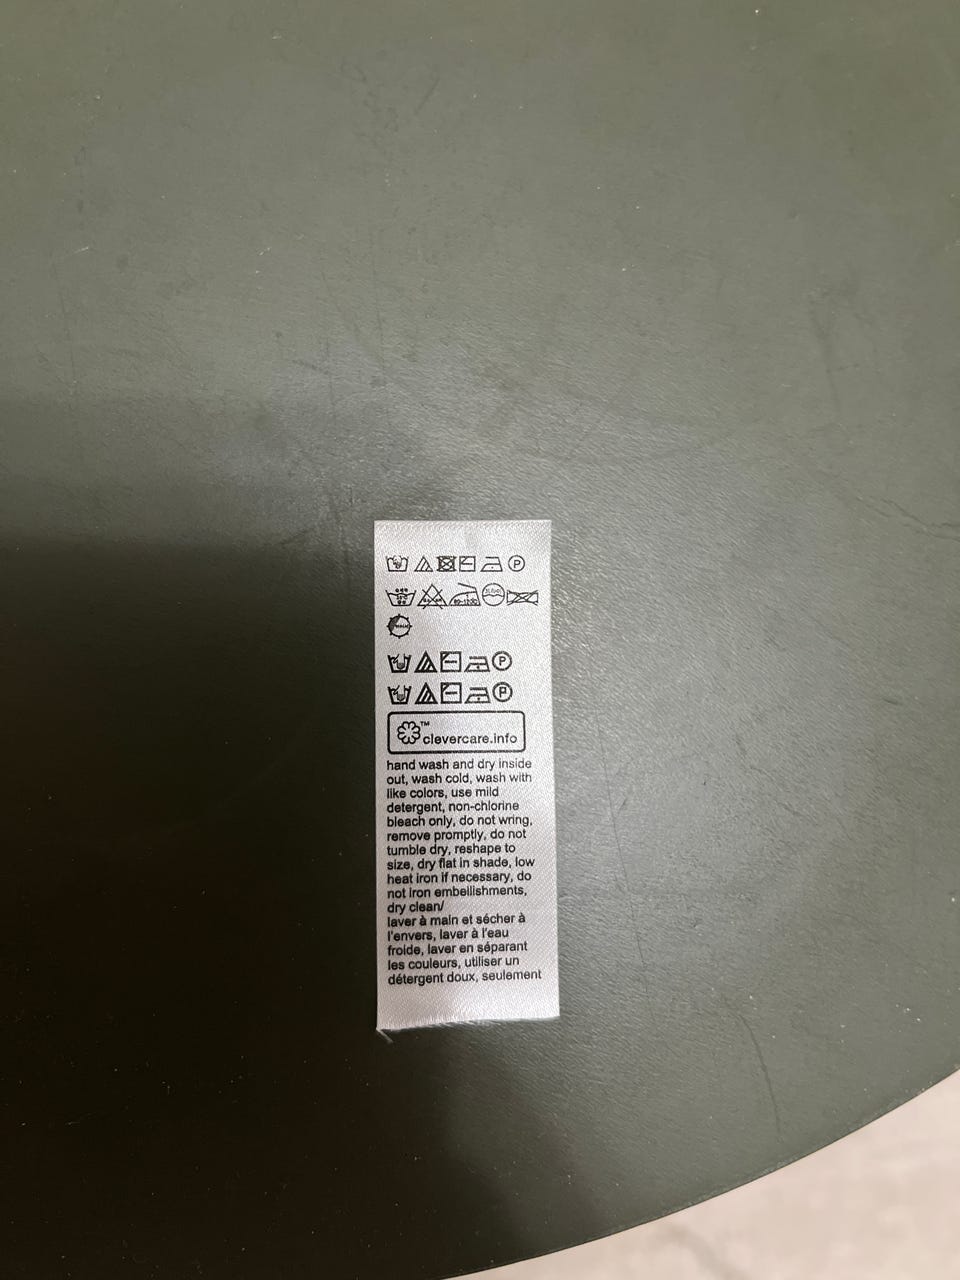 P
P
P
™
clevercare.info
hand wash and dry inside
out, wash cold, wash with
like colors, use mild
detergent, non-chlorine
bleach only, do not wring,
remove promptly, do not
tumble dry, reshape to
size, dry flat in shade, low
heat iron if necessary, do
not iron embellishments,
dry clean/
laver à main et sécher à
l'envers, laver à l'eau
froide, laver en séparant
les couleurs, utiliser un
détergent doux, seulement